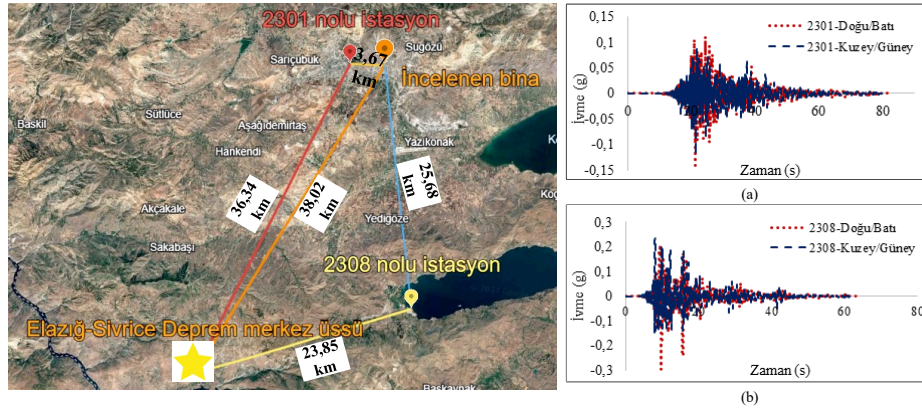 2301 nolu istasyon
Sugözü
Sarıçubuk
3,67
km
İncelenen bina
Baskil
Sütlüce
Aşağıdemirtaş
Hankendi
Yazıkonak
25,68
km
36,34
km
38,02
km
Akçakale
Yedigöze
Sakabaşı
2308 nolu istasyon
Elazığ-Sivrice Deprem merkez üssü
23,85
km
Başkaynak
İvme (g)
0,15
0,1
0,05
0
-0,05
-0,1
-0,15
2301-Doğu/Batı
2301-Kuzey/Güney
0 20 40 60 80
Zaman (s)
(a)
İvme (g)
0,3
0,2
0,1
0
-0,1
-0,2
-0,3
2308-Doğu/Batı
2308-Kuzey/Güney
0 20 40 60 80
Zaman (s)
(b)